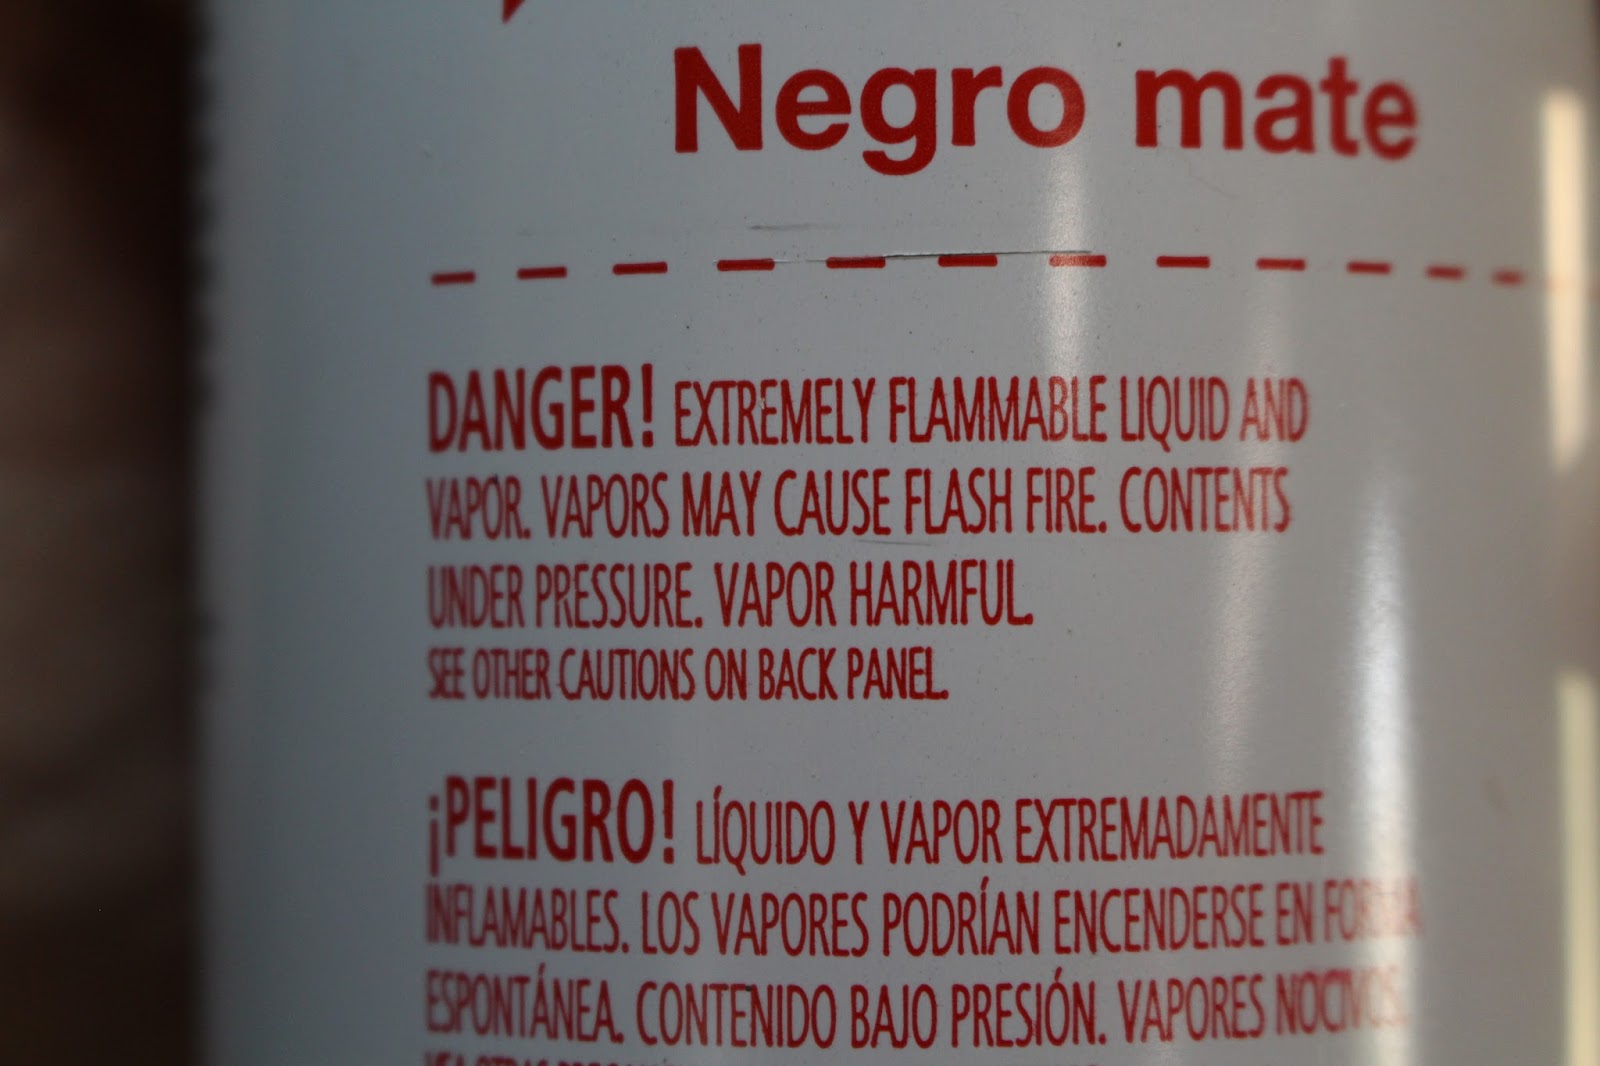 Negro mate
DANGER! EXTREMELY FLAMMABLE LIQUID AND
VAPOR. VAPORS MAY CAUSE FLASH FIRE. CONTENTS
UNDER PRESSURE. VAPOR HARMFUL.
SEE OTHER CAUTIONS ON BACK PANEL.
¡PELIGRO! LÍQUIDO Y VAPOR EXTREMADAMENTE
INFLAMABLES. LOS VAPORES PODRÍAN ENCENDERSE EN FORMA
ESPONTÁNEA. CONTENIDO BAJO PRESIÓN. VAPORES NOCIVOS.